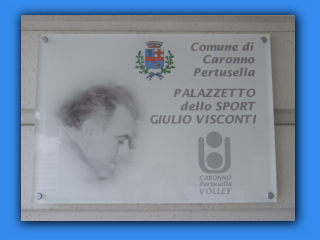 Comune di
Caronno
Pertusella
PALAZZETTO
dello SPORT
GIULIO VISCONTI
CARONNO
Pertusella
VOLLEY